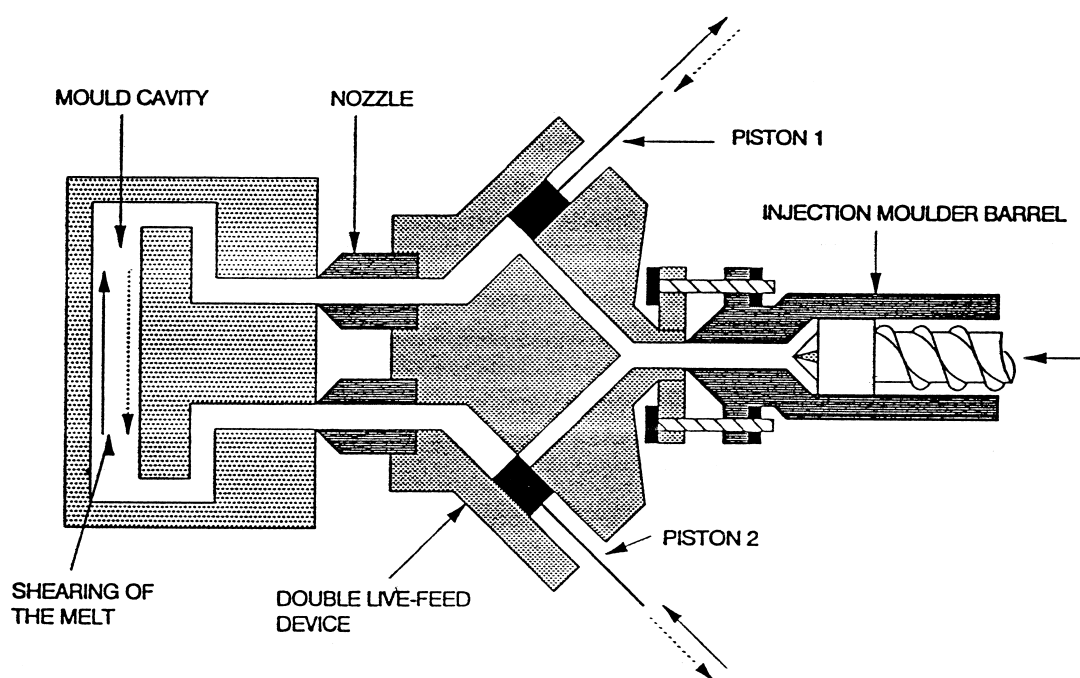 MOULD CAVITY
NOZZLE
PISTON 1
INJECTION MOULDER BARREL
PISTON 2
SHEARING OF
THE MELT
DOUBLE LIVE-FEED
DEVICE